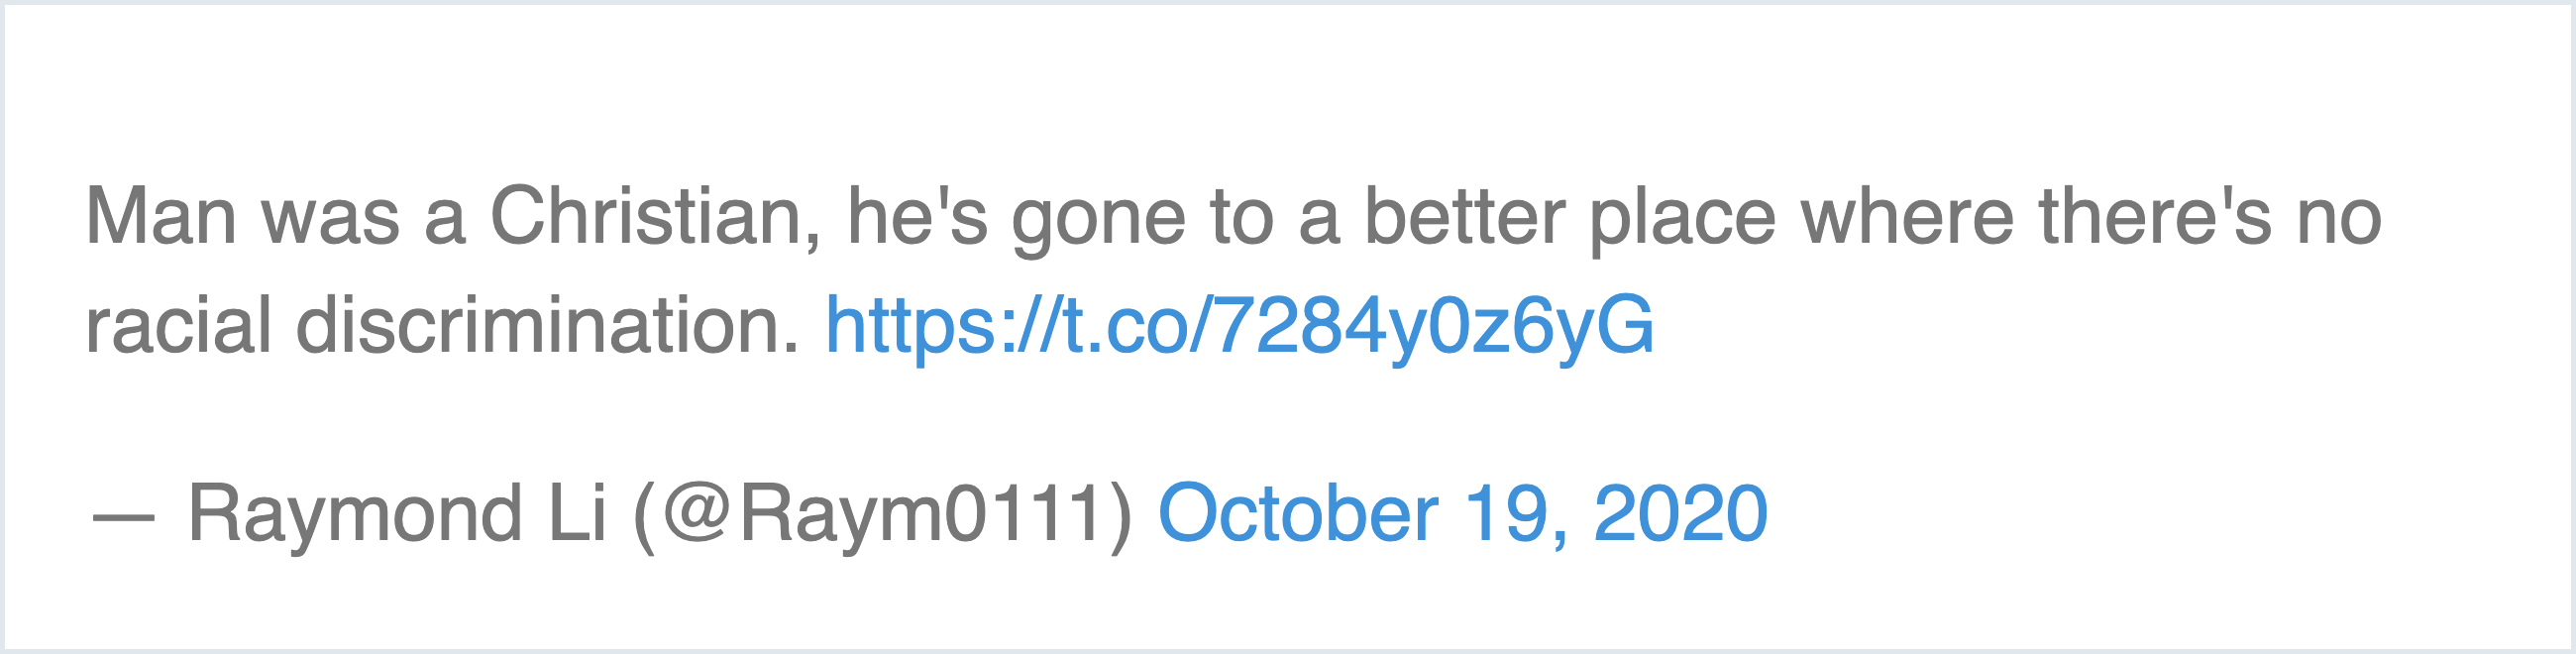 Man was a Christian, he's gone to a better place where there's no
racial discrimination. https://t.co/7284y0z6yG
— Raymond Li (@Raym0111) October 19, 2020